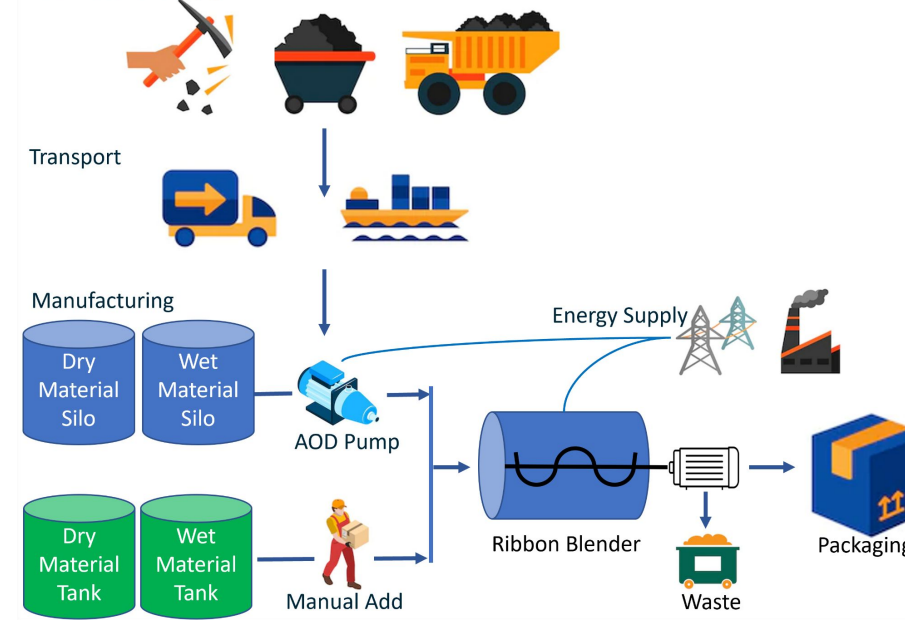 Transport
Manufacturing
Energy Supply
Dry
Material
Silo
Wet
Material
Silo
AOD Pump
Dry
Material
Tank
Wet
Material
Tank
Manual Add
Ribbon Blender
Packaging
Waste